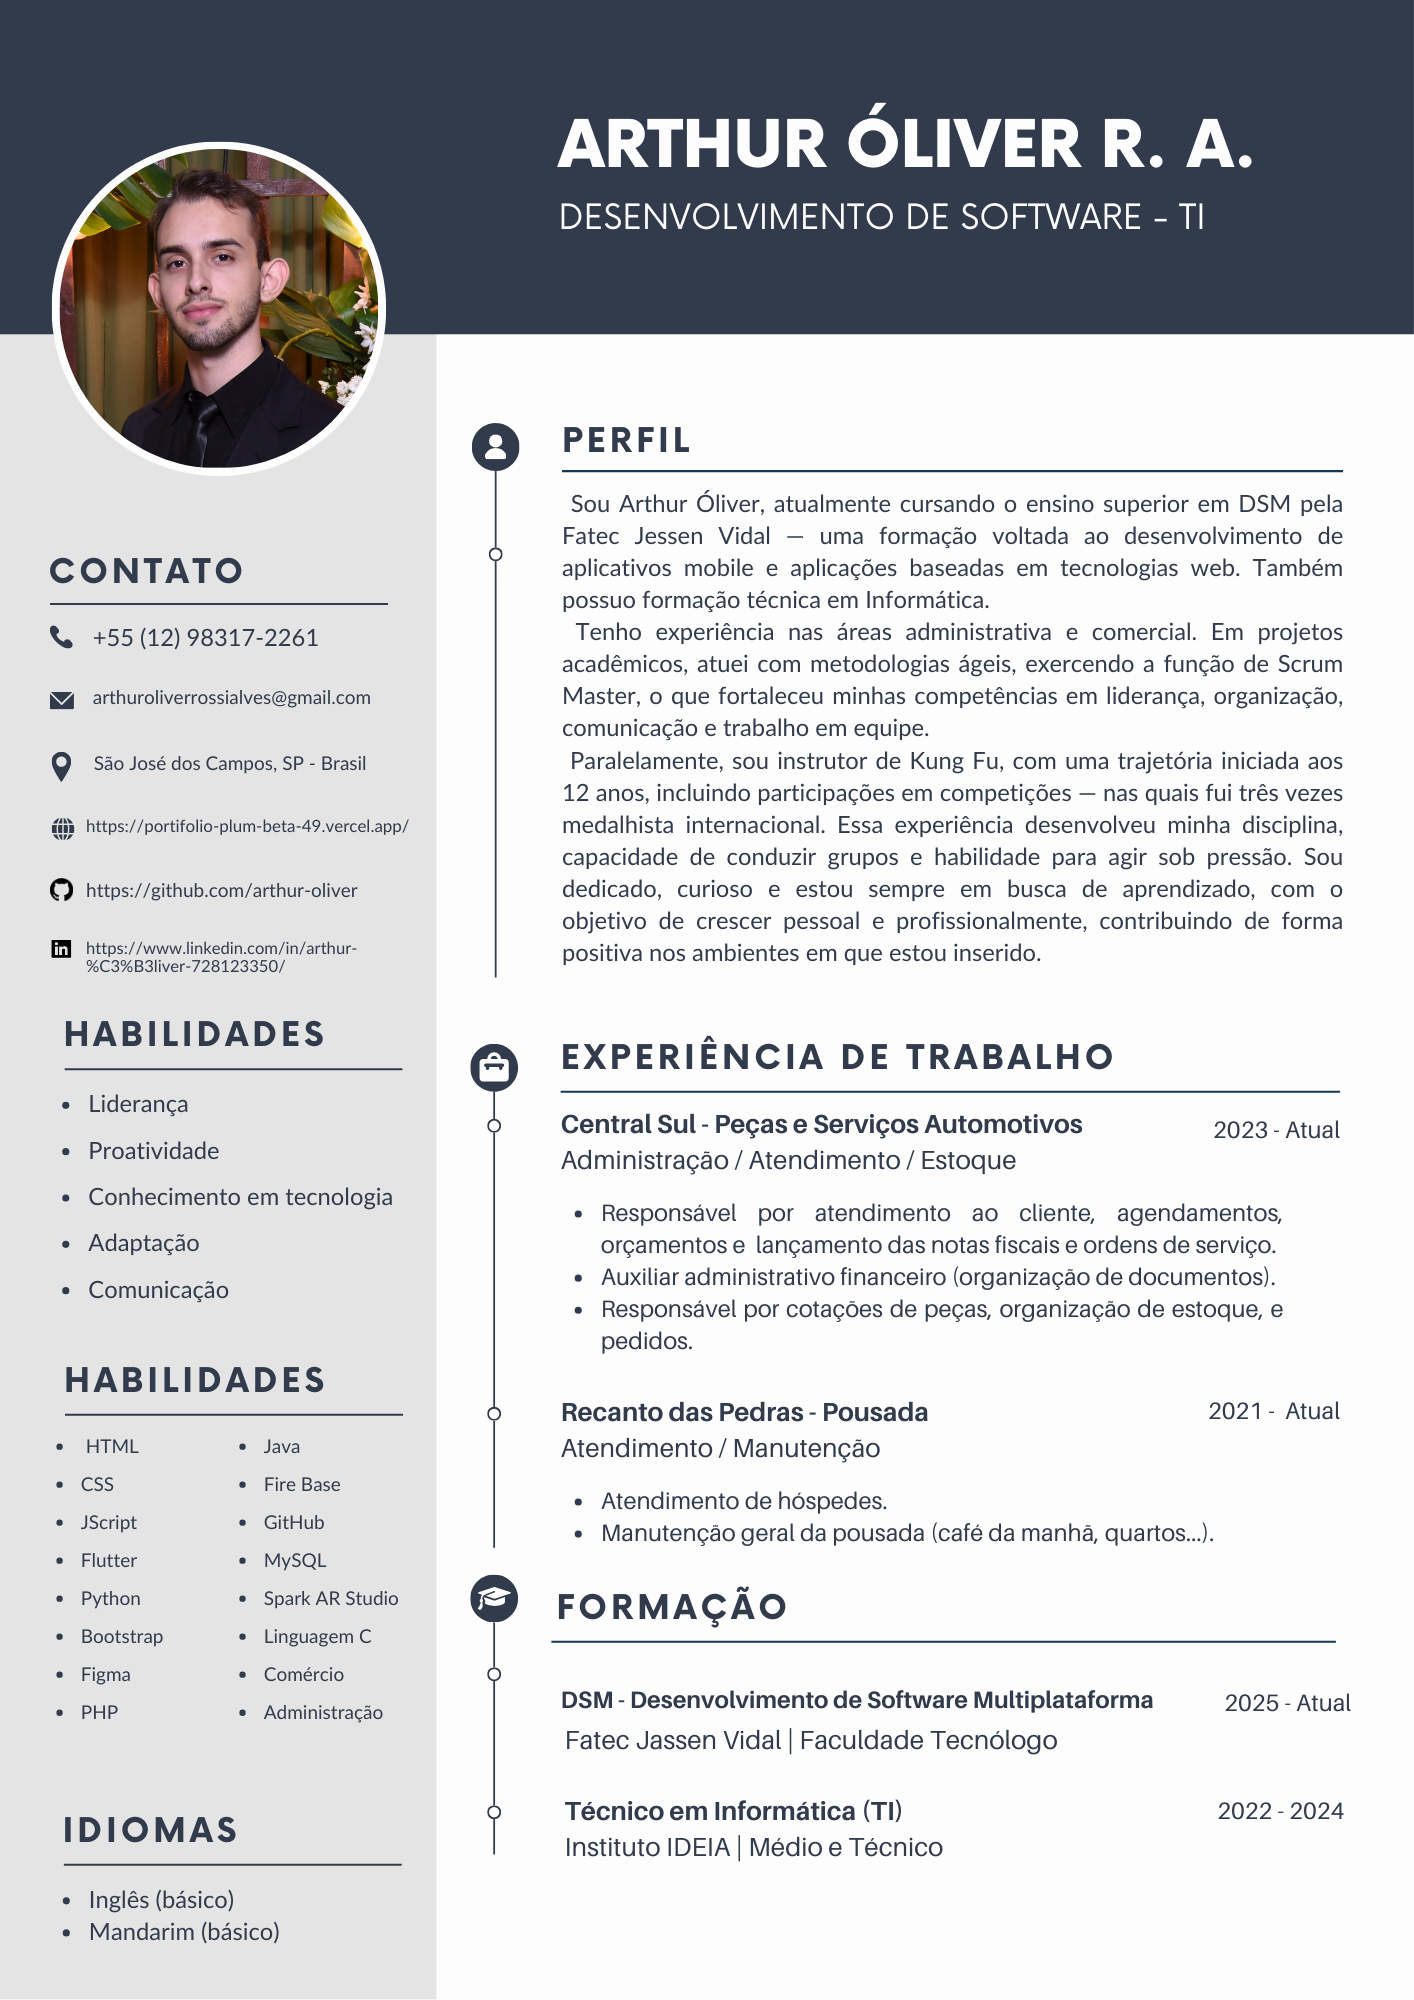 ARTHUR ÓLIVER R. A.
DESENVOLVIMENTO DE SOFTWARE - TI
CONTATO
+55 (12) 98317-2261
arthuroliverrossialves@gmail.com
São José dos Campos, SP - Brasil
https://portifolio-plum-beta-49.vercel.app/
https://github.com/arthur-oliver
in
https://www.linkedin.com/in/arthur-
%C3%B3liver-728123350/
HABILIDADES
• Liderança
• Proatividade
• Conhecimento em tecnologia
• Adaptação
• Comunicação
HABILIDADES
• HTML
• CSS
• JScript
• Flutter
• Python
• Bootstrap
• Figma
• PHP
• Java
• Fire Base
• GitHub
• MySQL
• Spark AR Studio
• Linguagem C
• Comércio
• Administração
IDIOMAS
• Inglês (básico)
• Mandarim (básico)
PERFIL
Sou Arthur Óliver, atualmente cursando o ensino superior em DSM pela
Fatec Jessen Vidal — uma formação voltada ao desenvolvimento de
aplicativos mobile e aplicações baseadas em tecnologias web. Também
possuo formação técnica em Informática.
Tenho experiência nas áreas administrativa e comercial. Em projetos
acadêmicos, atuei com metodologias ágeis, exercendo a função de Scrum
Master, o que fortaleceu minhas competências em liderança, organização,
comunicação e trabalho em equipe.
Paralelamente, sou instrutor de Kung Fu, com uma trajetória iniciada aos
12 anos, incluindo participações em competições — nas quais fui três vezes
medalhista internacional. Essa experiência desenvolveu minha disciplina,
capacidade de conduzir grupos e habilidade para agir sob pressão. Sou
dedicado, curioso e estou sempre em busca de aprendizado, com o
objetivo de crescer pessoal e profissionalmente, contribuindo de forma
positiva nos ambientes em que estou inserido.
EXPERIÊNCIA DE TRABALHO
Central Sul - Peças e Serviços Automotivos
2023 - Atual
Administração / Atendimento / Estoque
• Responsável por atendimento ao cliente, agendamentos,
orçamentos e lançamento das notas fiscais e ordens de serviço.
• Auxiliar administrativo financeiro (organização de documentos).
• Responsável por cotações de peças, organização de estoque, e
pedidos.
Recanto das Pedras - Pousada
2021 - Atual
Atendimento / Manutenção
• Atendimento de hóspedes.
• Manutenção geral da pousada (café da manhã, quartos...).
FORMAÇÃO
DSM - Desenvolvimento de Software Multiplataforma
2025 - Atual
Fatec Jassen Vidal | Faculdade Tecnólogo
Técnico em Informática (TI)
2022 - 2024
Instituto IDEIA | Médio e Técnico